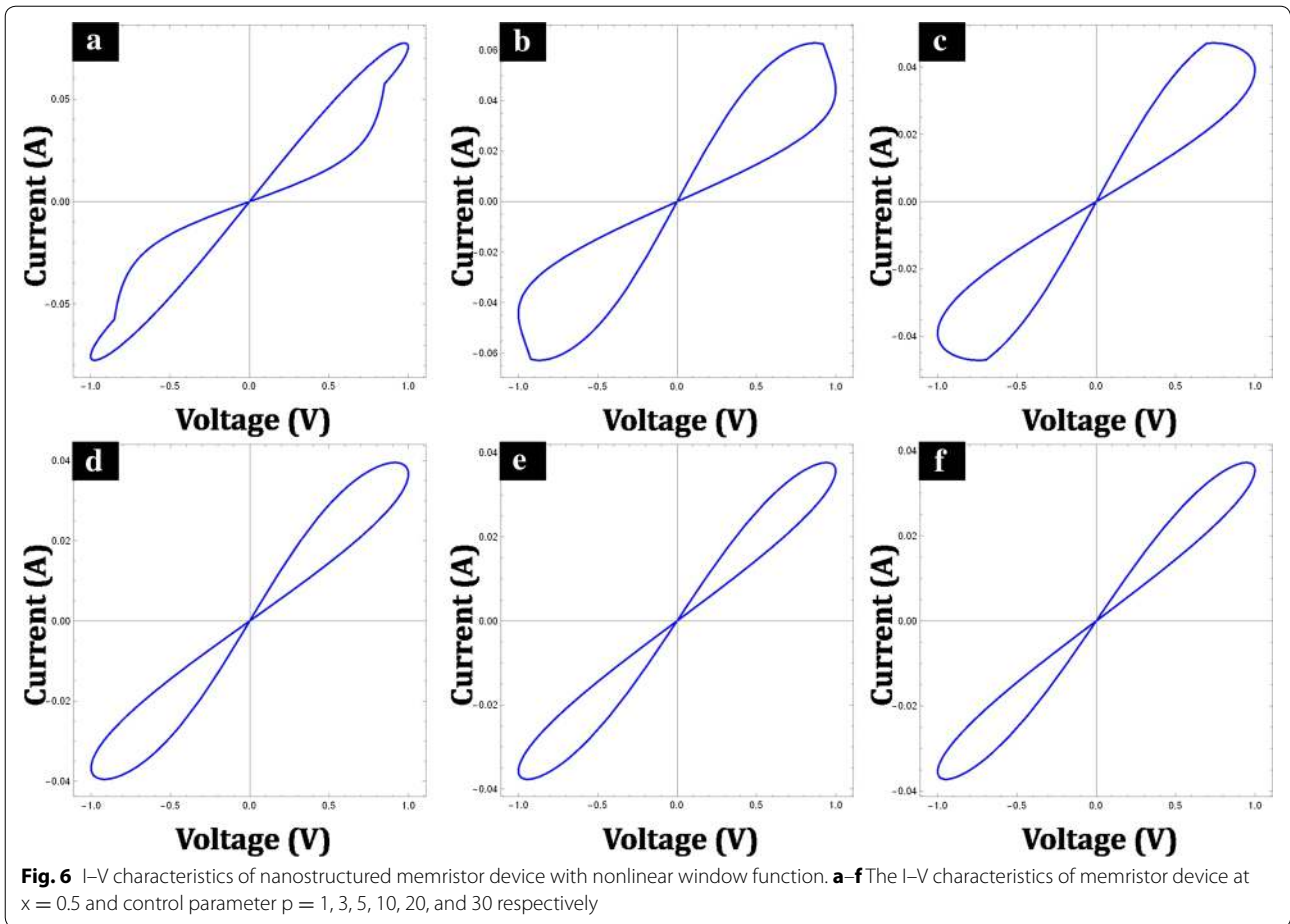 a
0.05
0.00
−0.05
−1.0 −0.5 0.0 0.5 1.0
Current (A)
Voltage (V)
b
0.06
0.04
0.02
0.00
−0.02
−0.04
−0.06
−1.0 −0.5 0.0 0.5 1.0
Current (A)
Voltage (V)
c
0.04
0.02
0.00
−0.02
−0.04
−1.0 −0.5 0.0 0.5 1.0
Current (A)
Voltage (V)
d
0.04
0.02
0.00
−0.02
−0.04
−1.0 −0.5 0.0 0.5 1.0
Current (A)
Voltage (V)
e
0.04
0.02
0.00
−0.02
−0.04
−1.0 −0.5 0.0 0.5 1.0
Current (A)
Voltage (V)
f
0.04
0.02
0.00
−0.02
−0.04
−1.0 −0.5 0.0 0.5 1.0
Current (A)
Voltage (V)
Fig. 6 I–V characteristics of nanostructured memristor device with nonlinear window function. a–f The I–V characteristics of memristor device at
x = 0.5 and control parameter p = 1, 3, 5, 10, 20, and 30 respectively